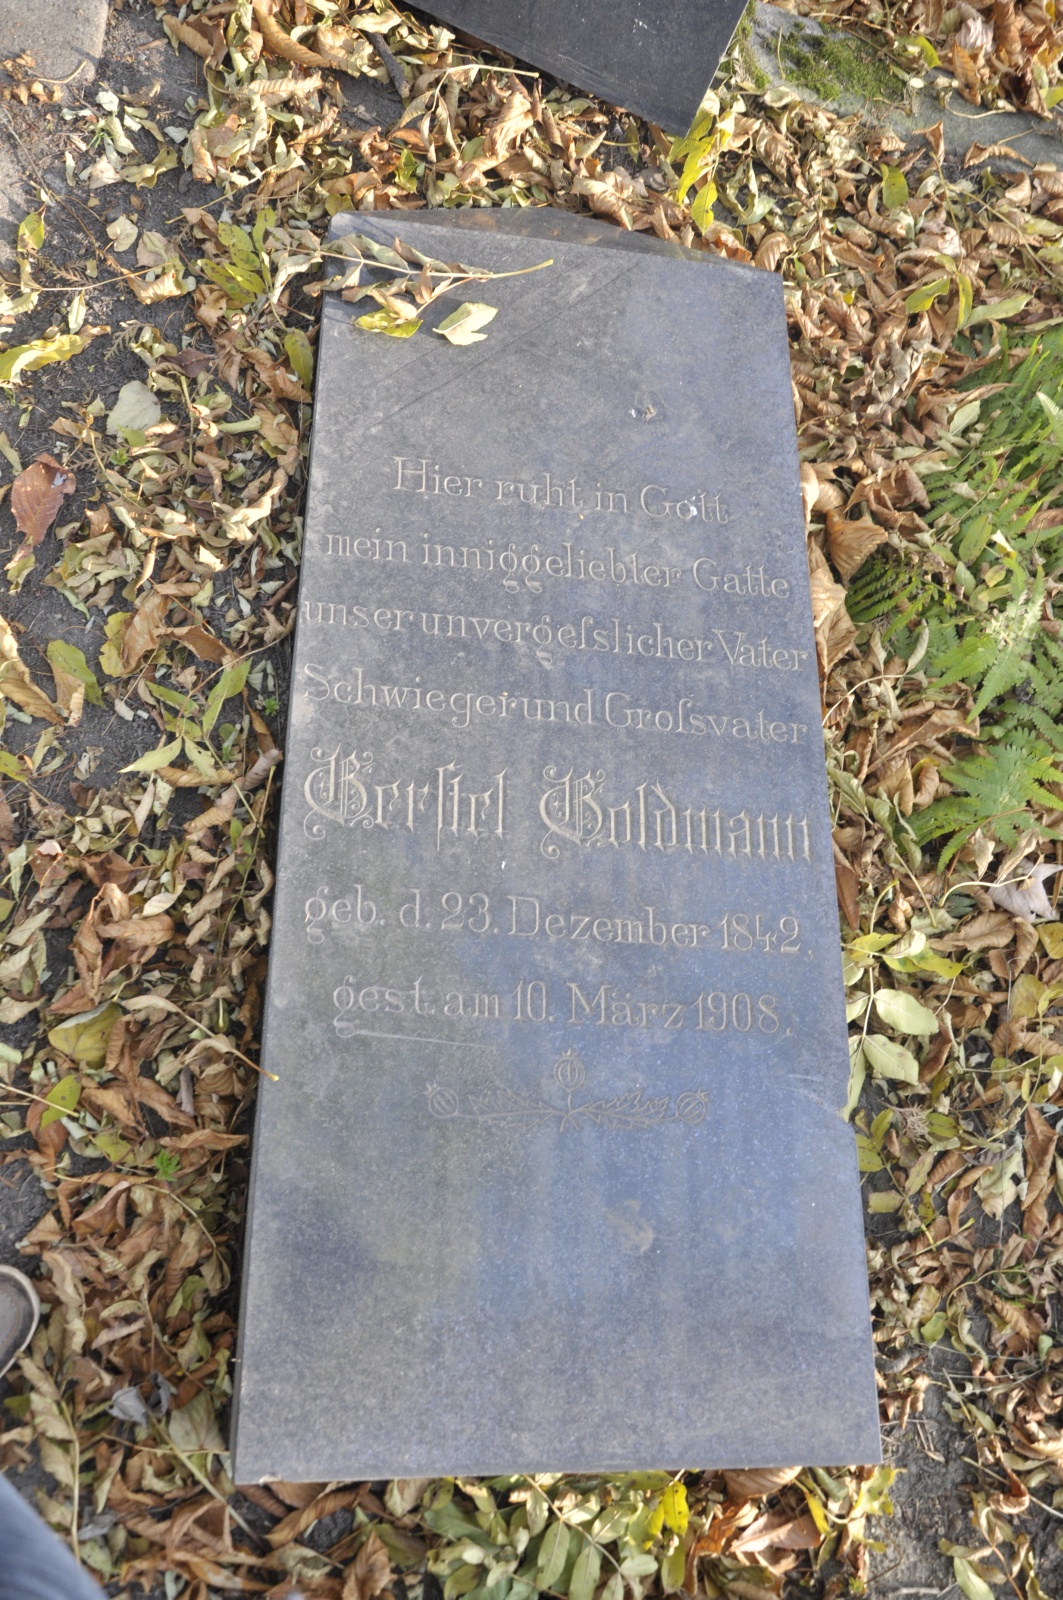 Hier ruht in Gott
mein inniggeliebter Gatte
unser unvergeſslicher Vater
Schwieger und Groſsvater
Gerſtel Goldmann
geb. d. 23. Dezember 1842,
gest. am 10. März 1908.